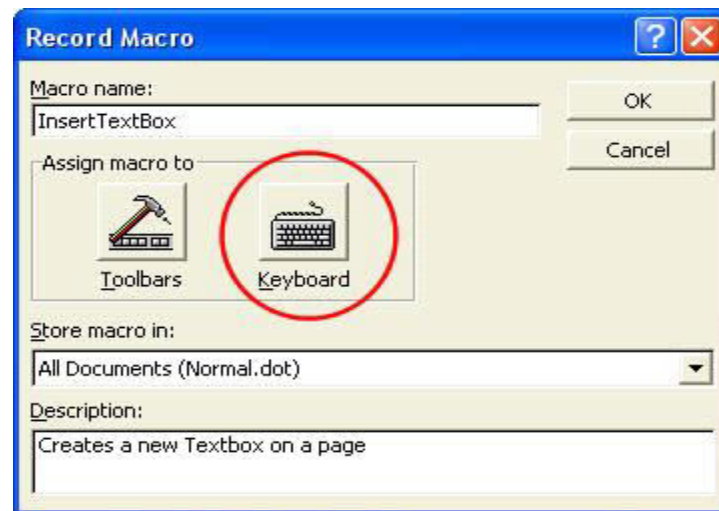 Record Macro
Macro name:
InsertTextBox
OK
Cancel
Assign macro to
Toolbars
Keyboard
Store macro in:
All Documents (Normal.dot)
Description:
Creates a new Textbox on a page